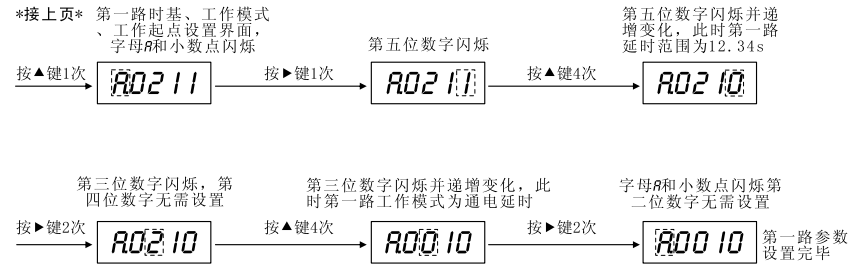 *接上页*
第一路时基、工作模式
、工作起点设置界面，
字母A和小数点闪烁
按▲键1次
A.0211
按▶键1次
第五位数字闪烁
A.0211
按▲键4次
第五位数字闪烁并递
增变化，此时第一路
延时范围为12.34s
A.0210
按▶键2次
第三位数字闪烁，第
四位数字无需设置
A.0210
按▲键4次
第三位数字闪烁并递增变化，此
时第一路工作模式为通电延时
A.0010
按▶键2次
字母A和小数点闪烁第
二位数字无需设置
A.0010
第一路参数
设置完毕